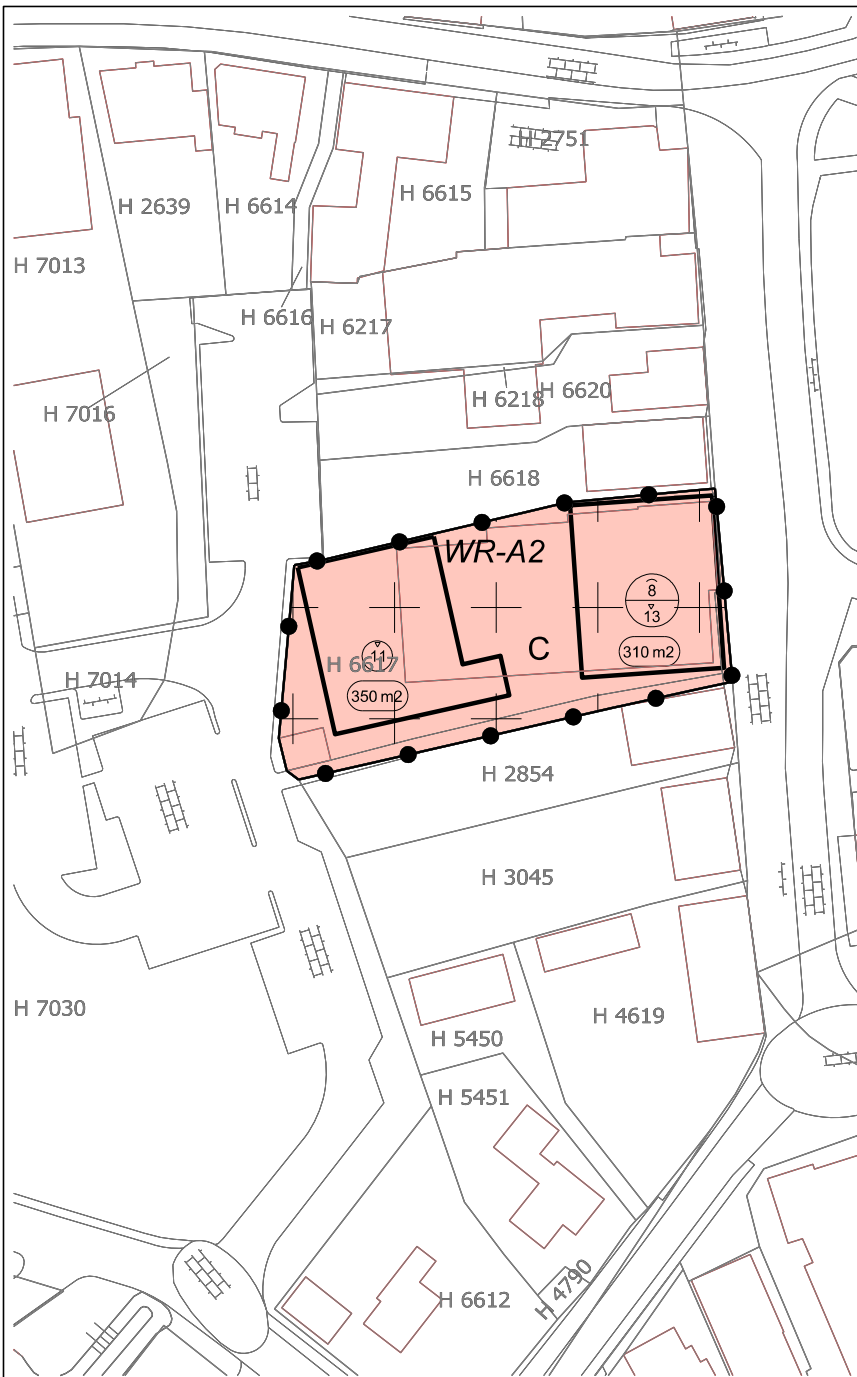 H 2751
H 2639
H 6614
H 6615
H 7013
H 6616
H 6217
H 7016
H 6218
H 6620
H 6618
WR-A2
8
13
C
310 m2
11
H 6617
350 m2
H 7014
H 2854
H 3045
H 7030
H 4619
H 5450
H 5451
H 4790
H 6612